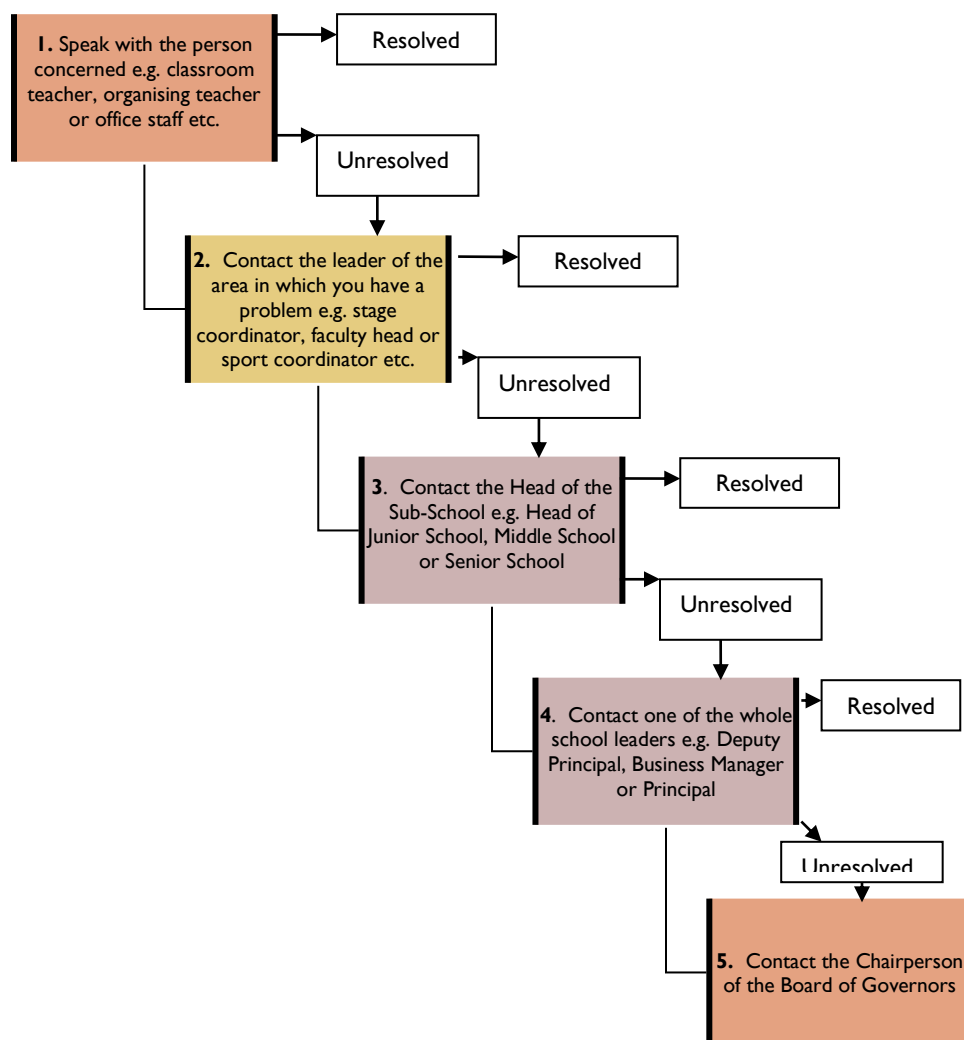 1. Speak with the person
concerned e.g. classroom
teacher, organising teacher
or office staff etc.
Resolved
Unresolved
2. Contact the leader of the
area in which you have a
problem e.g. stage
coordinator, faculty head or
sport coordinator etc.
Resolved
Unresolved
3. Contact the Head of the
Sub-School e.g. Head of
Junior School, Middle School
or Senior School
Resolved
Unresolved
4. Contact one of the whole
school leaders e.g. Deputy
Principal, Business Manager
or Principal
Resolved
Unresolved
5. Contact the Chairperson
of the Board of Governors